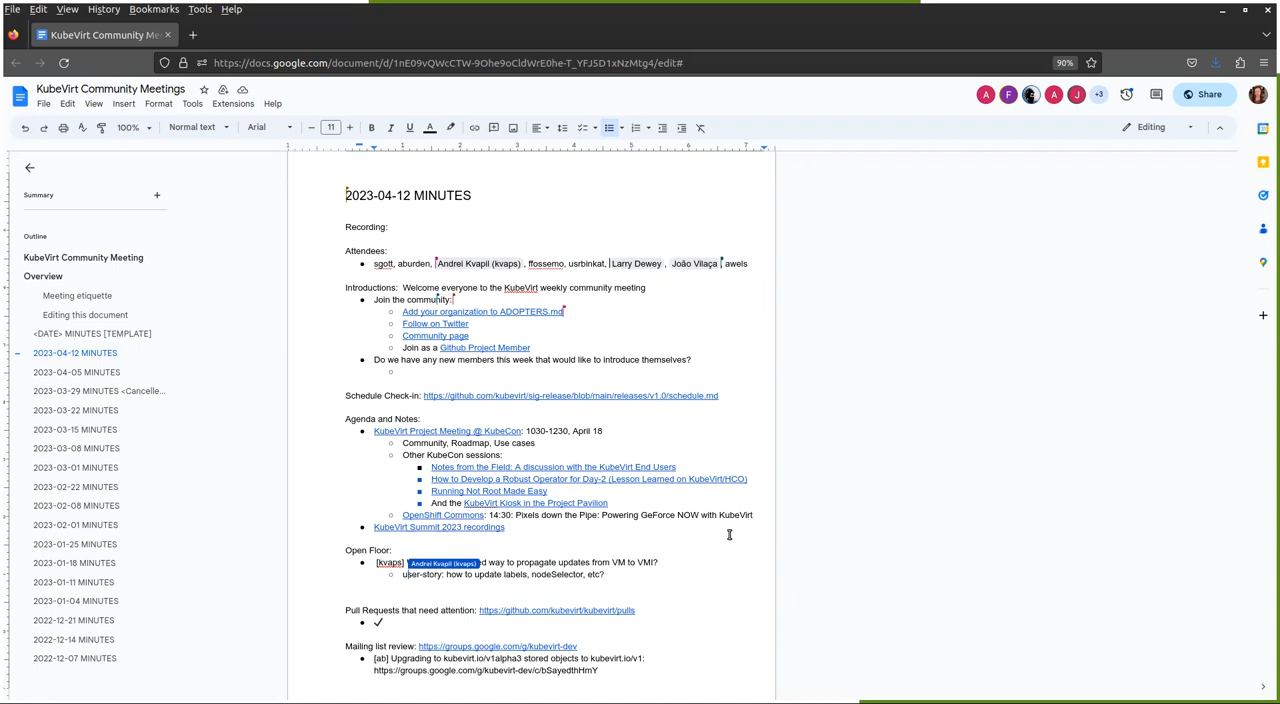 File Edit View History Bookmarks Tools Help
KubeVirt Community Me
https://docs.google.com/document/d/1nE09vQWcCTW-9Ohe9oCldWrE0he-T_YFJ5D1xNzMtg4/edit#
90%
KubeVirt Community Meetings
File Edit View Insert Format Tools Extensions Help
A F A J +3
Share
100% Normal text Arial 11 Editing
Summary
Outline
KubeVirt Community Meeting
Overview
Meeting etiquette
Editing this document
<DATE> MINUTES [TEMPLATE]
2023-04-12 MINUTES
2023-04-05 MINUTES
2023-03-29 MINUTES <Cancelle...
2023-03-22 MINUTES
2023-03-15 MINUTES
2023-03-08 MINUTES
2023-03-01 MINUTES
2023-02-22 MINUTES
2023-02-08 MINUTES
2023-02-01 MINUTES
2023-01-25 MINUTES
2023-01-18 MINUTES
2023-01-11 MINUTES
2023-01-04 MINUTES
2022-12-21 MINUTES
2022-12-14 MINUTES
2022-12-07 MINUTES
1 1 2 3 4 5 6 7
2023-04-12 MINUTES
Recording:
Attendees:
● sgott, aburden, Andrei Kvapil (kvaps) , ffossemo, usrbinkat, Larry Dewey , João Vilaça , awels
Introductions: Welcome everyone to the KubeVirt weekly community meeting
● Join the community:
○ Add your organization to ADOPTERS.md
○ Follow on Twitter
○ Community page
○ Join as a Github Project Member
● Do we have any new members this week that would like to introduce themselves?
○
Schedule Check-in: https://github.com/kubevirt/sig-release/blob/main/releases/v1.0/schedule.md
Agenda and Notes:
● KubeVirt Project Meeting @ KubeCon: 1030-1230, April 18
○ Community, Roadmap, Use cases
○ Other KubeCon sessions:
■ Notes from the Field: A discussion with the KubeVirt End Users
■ How to Develop a Robust Operator for Day-2 (Lesson Learned on KubeVirt/HCO)
■ Running Not Root Made Easy
■ And the KubeVirt Kiosk in the Project Pavilion
○ OpenShift Commons: 14:30: Pixels down the Pipe: Powering GeForce NOW with KubeVirt
● KubeVirt Summit 2023 recordings
Open Floor:
● [kvaps] Andrei Kvapil (kvaps) way to propagate updates from VM to VMI?
○ user-story: how to update labels, nodeSelector, etc?
Pull Requests that need attention: https://github.com/kubevirt/kubevirt/pulls
● ✓
Mailing list review: https://groups.google.com/g/kubevirt-dev
● [ab] Upgrading to kubevirt.io/v1alpha3 stored objects to kubevirt.io/v1:
https://groups.google.com/g/kubevirt-dev/c/bSayedthHmY